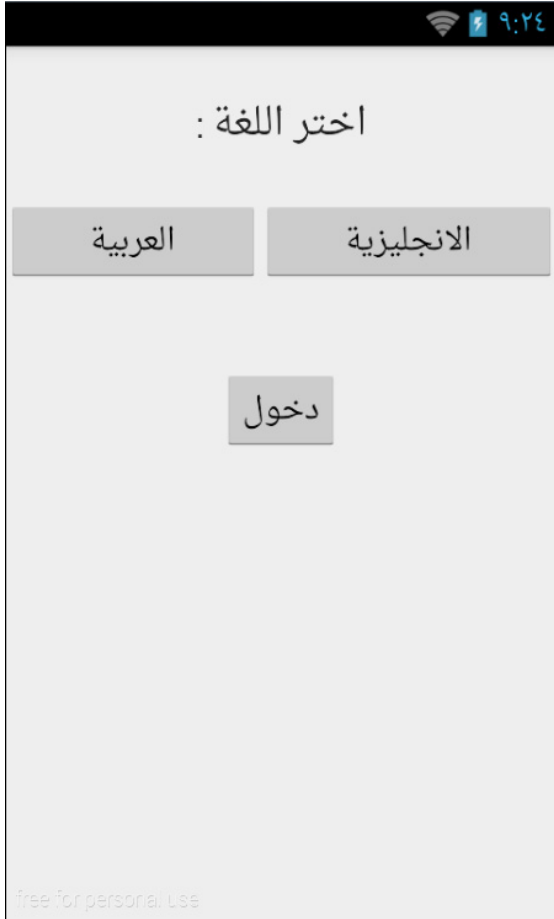 ٩:٢٤
اختر اللغة :
الانجليزية
العربية
دخول
free for personal use